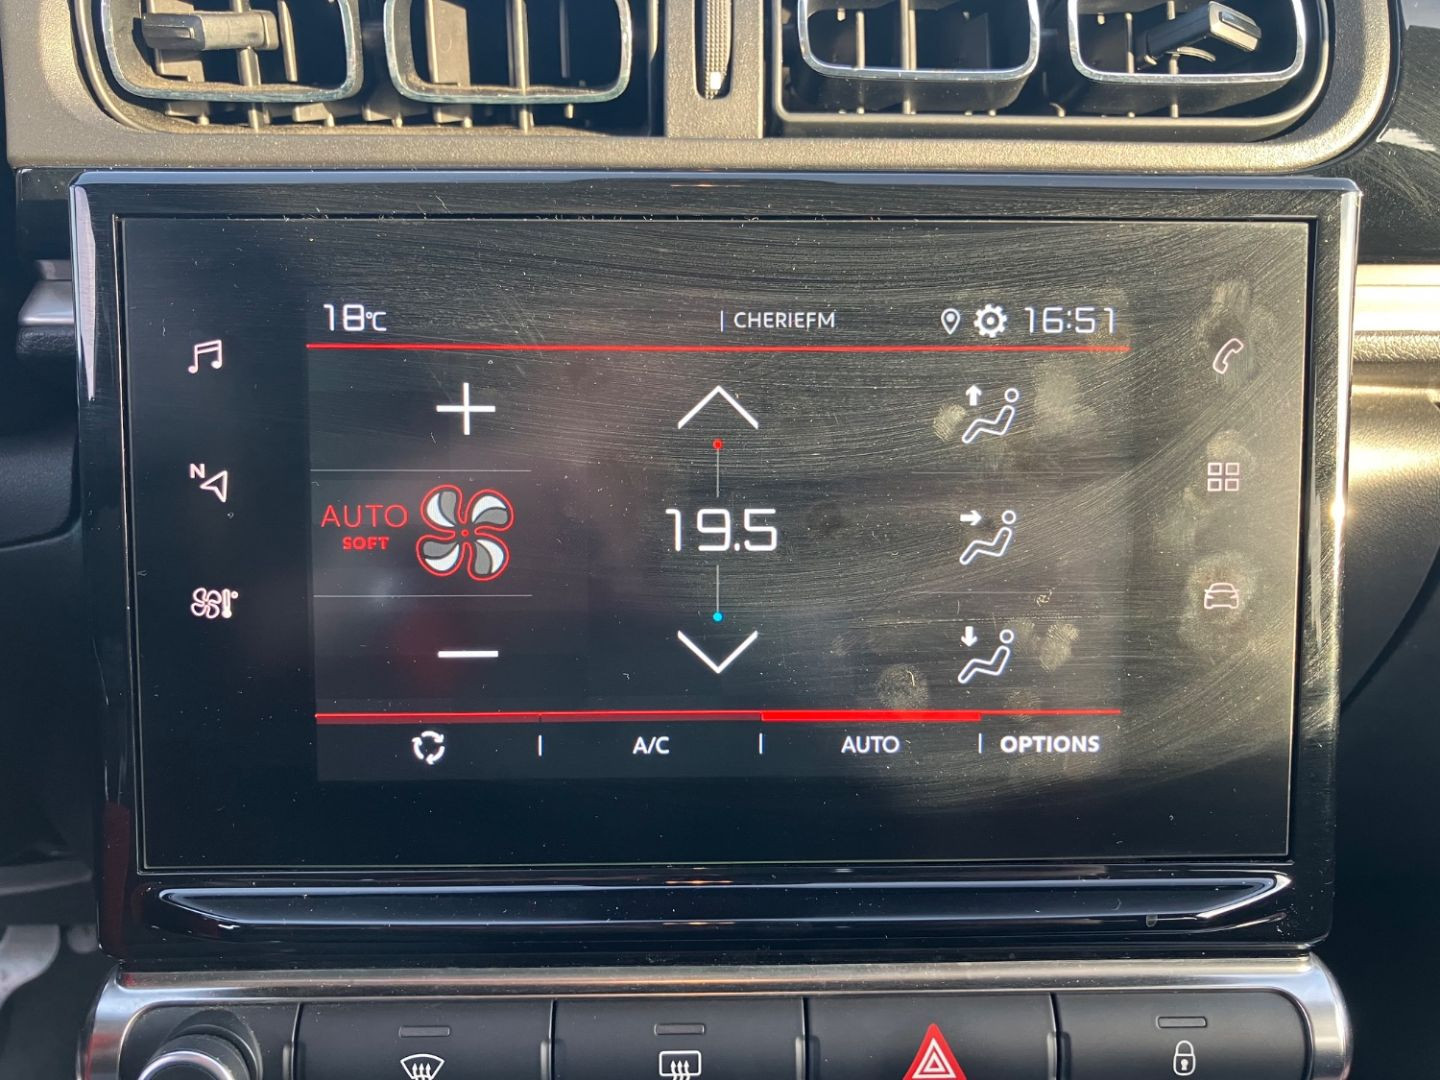 18°C
| CHERIEFM
16:51
N
AUTO
SOFT
19.5
A/C | AUTO | OPTIONS